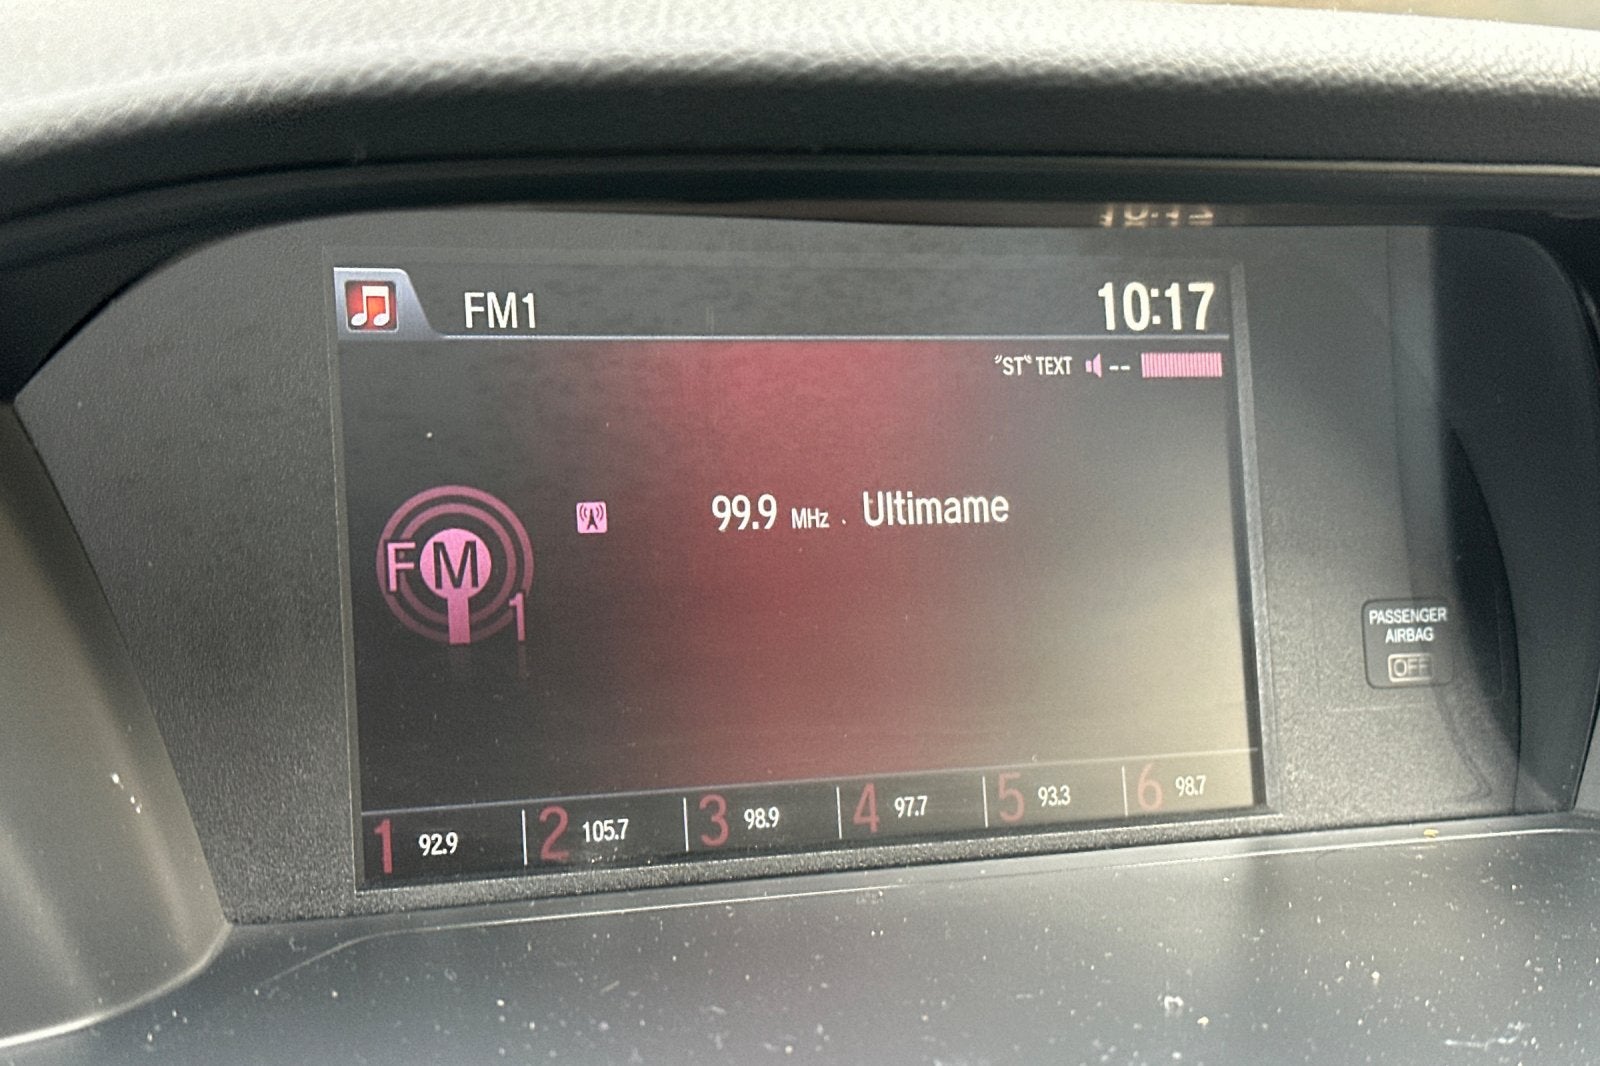 FM1 10:17
"ST" TEXT --
99.9 MHz . Ultimame
FM
1
PASSENGER
AIRBAG
OFF
1 92.9 2 105.7 3 98.9 4 97.7 5 93.3 6 98.7